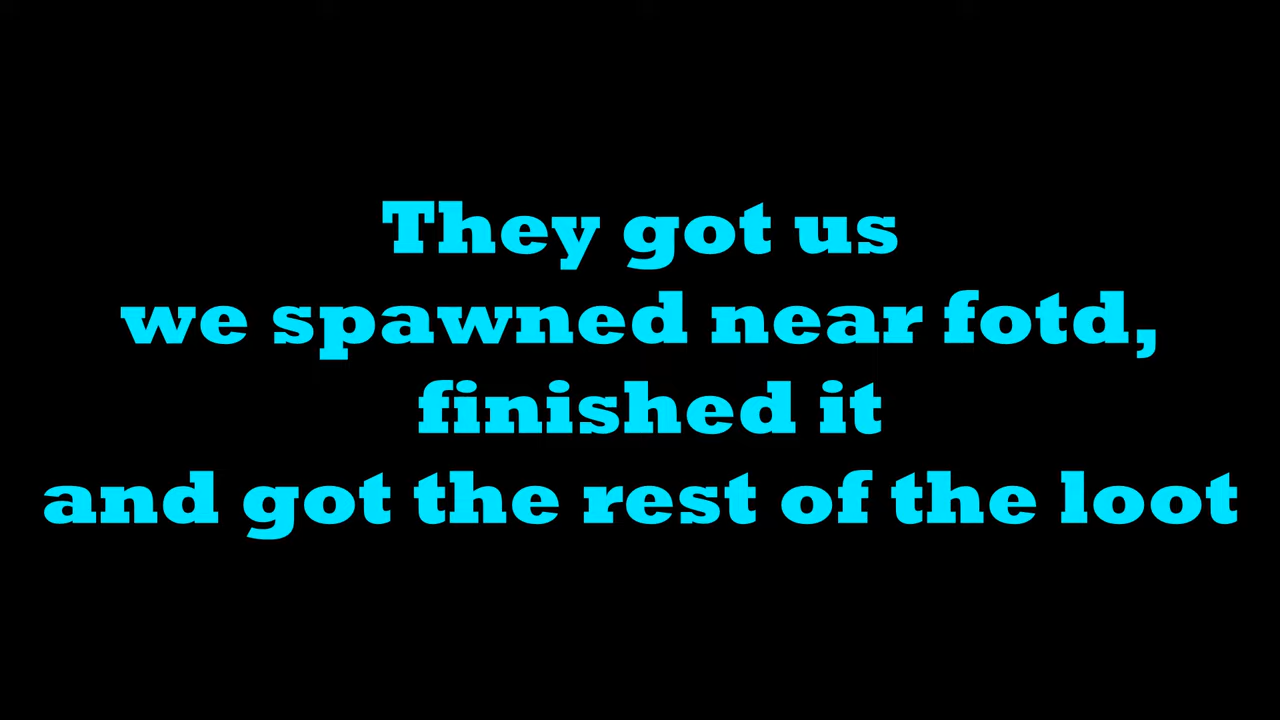 They got us
we spawned near fotd,
finished it
and got the rest of the loot